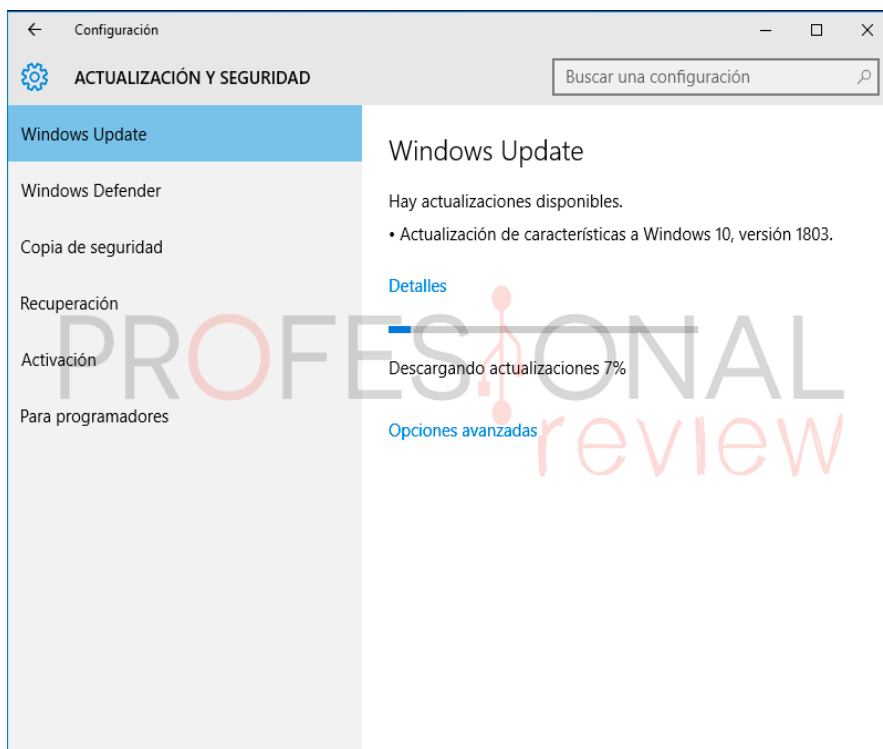 Configuración
ACTUALIZACIÓN Y SEGURIDAD
Buscar una configuración
Windows Update
Windows Defender
Copia de seguridad
Recuperación
Activación
Para programadores
Windows Update
Hay actualizaciones disponibles.
• Actualización de características a Windows 10, versión 1803.
Detalles
Descargando actualizaciones 7%
Opciones avanzadas
PROFESIONAL
review